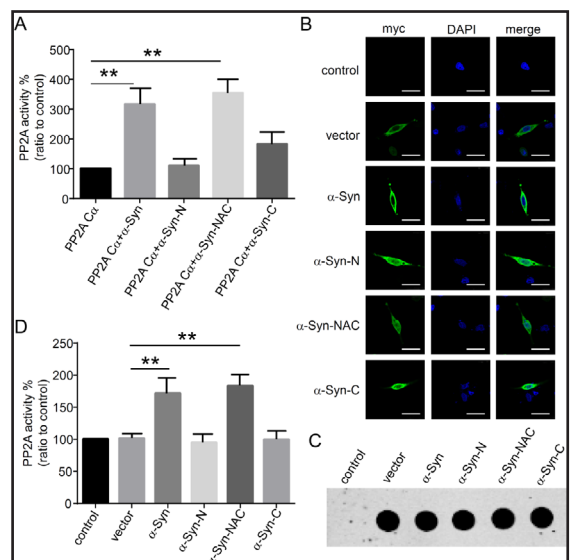 A
PP2A activity %
(ratio to control)
500
400
300
200
100
0
**
**
PP2A Cα
PP2A Cα+α-Syn
PP2A Cα+α-Syn-N
PP2A Cα+α-Syn-NAC
PP2A Cα+α-Syn-C
B
myc DAPI merge
control
vector
α-Syn
α-Syn-N
α-Syn-NAC
α-Syn-C
D
PP2A activity %
(ratio to control)
250
200
150
100
50
0
**
**
control
vector
α-Syn
α-Syn-N
α-Syn-NAC
α-Syn-C
C
control
vector
α-Syn
α-Syn-N
α-Syn-NAC
α-Syn-C